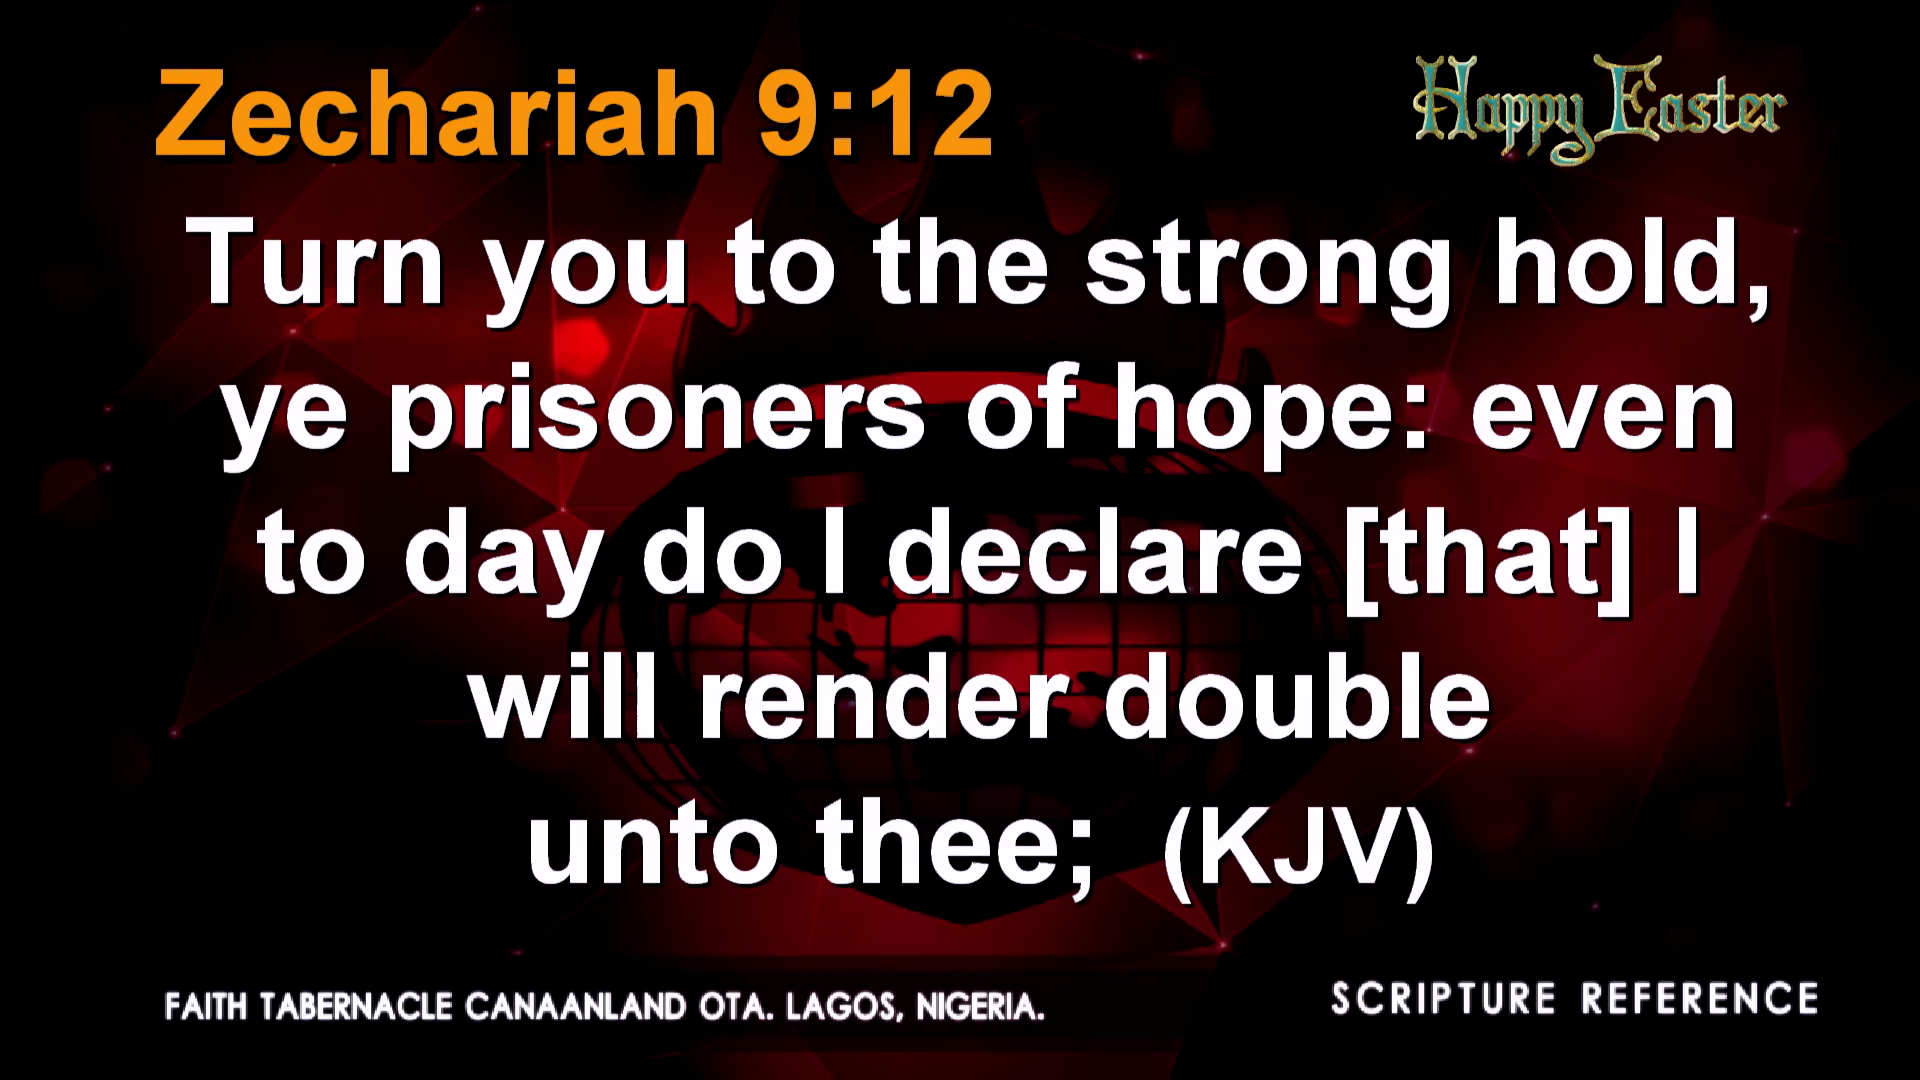 Zechariah 9:12
Happy Easter
Turn you to the strong hold,
ye prisoners of hope: even
to day do I declare [that] I
will render double
unto thee;  (KJV)
FAITH TABERNACLE CANAANLAND OTA. LAGOS, NIGERIA.
SCRIPTURE REFERENCE